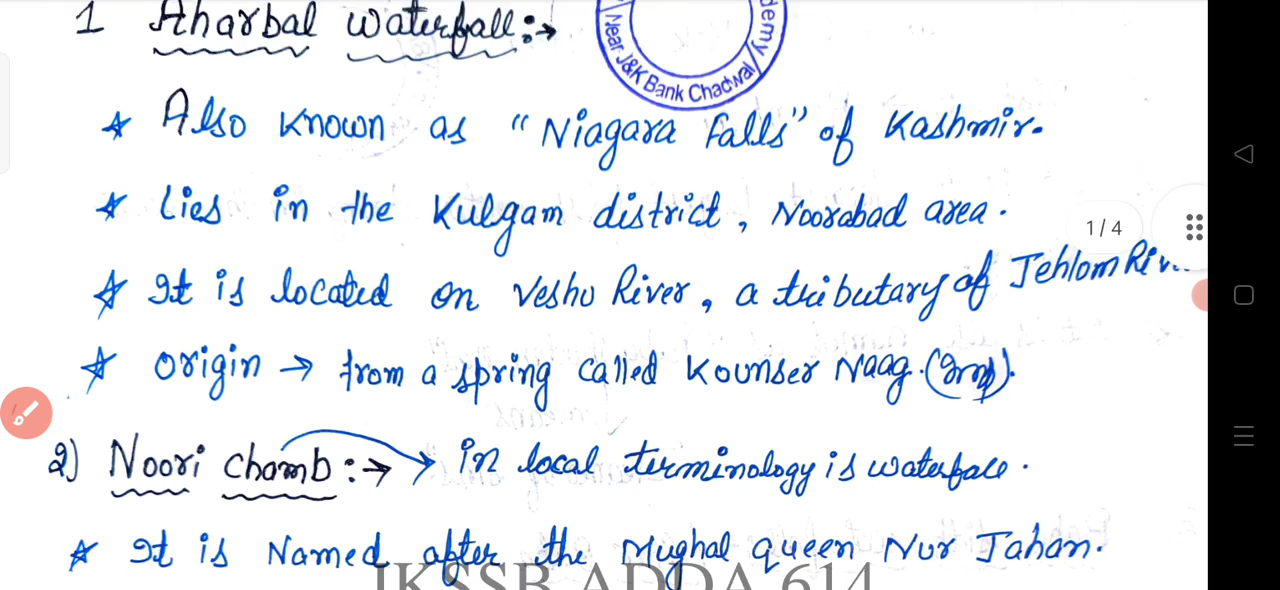 1 Aharbal waterfall:→
Near J&K Bank Chadwal
demy
★ Also known as "Niagara falls" of Kashmir.
★ Lies in the Kulgam district, Noorabad area.
1/4
★ It is located on Veshu River, a tributary of Jehlom Riv
★ Origin → from a spring called Kounser Naag. (Imp).
2) Noori chamb :→ in local terminology is waterfall.
★ It is Named after the Mughal queen Nur Jahan.
JKSSB ADDA 614